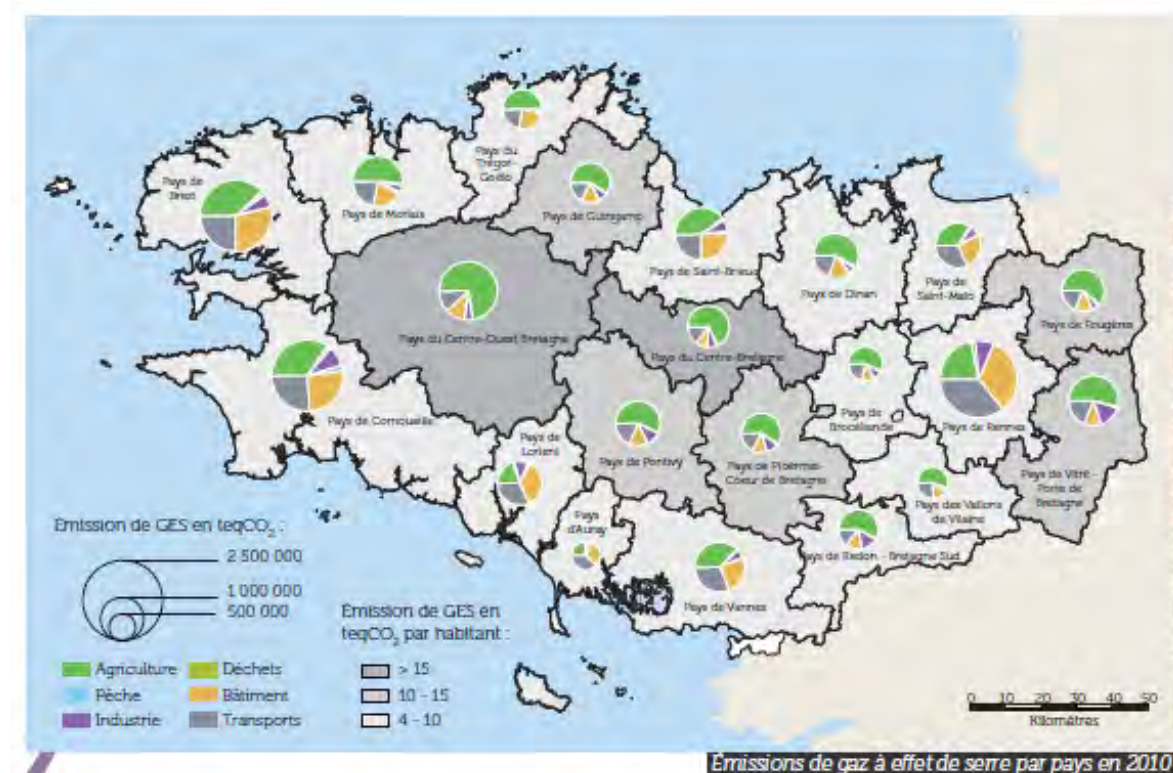 Pays du
Trégor-
Goëlo
Pays de
Brest
Pays de Morlaix
Pays de Guingamp
Pays de Saint-Brieuc
Pays de Dinan
Pays de
Saint-Malo
Pays de Fougères
Pays du Centre-Ouest Bretagne
Pays du Centre-Bretagne
Pays de
Brocéliande
Pays de Rennes
Pays de Cornouaille
Pays de
Lorient
Pays de Pontivy
Pays de Ploërmel-
Coeur de Bretagne
Pays de Vitré -
Porte de
Bretagne
Pays des Vallons
de Vilaine
Pays
d'Auray
Pays de Redon - Bretagne Sud
Pays de Vannes
Émission de GES en teqCO2 :
2 500 000
1 000 000
500 000
Agriculture
Pêche
Industrie
Déchets
Bâtiment
Transports
Émission de GES en
teqCO2 par habitant :
> 15
10 - 15
4 - 10
0 10 20 30 40 50
Kilomètres
Émissions de gaz à effet de serre par pays en 2010